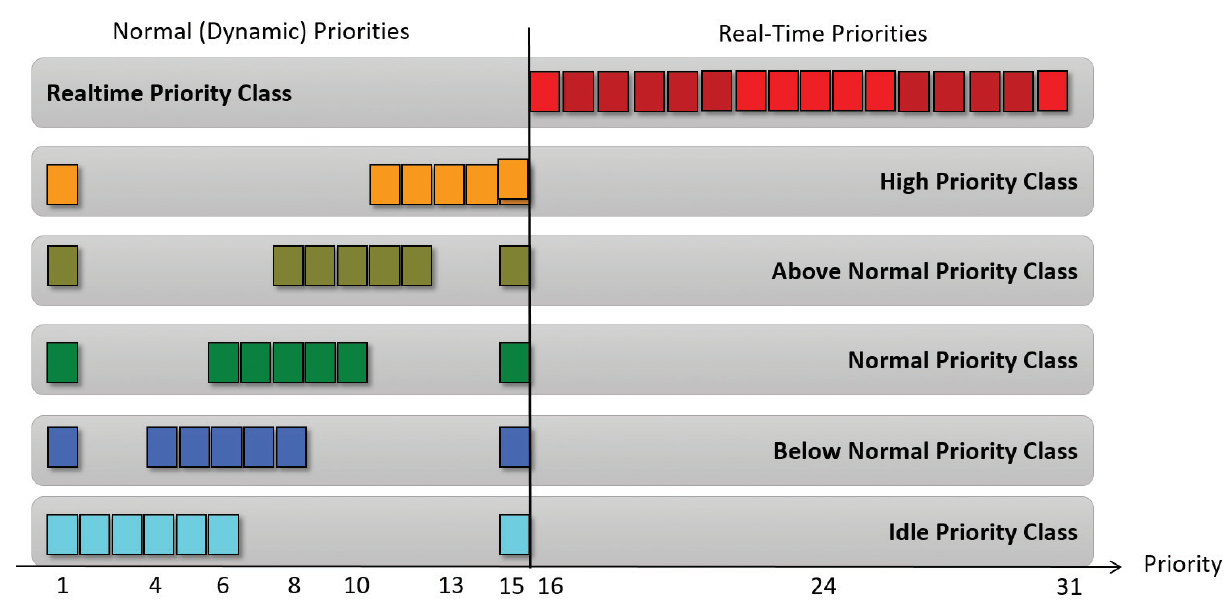 Normal (Dynamic) Priorities
Real-Time Priorities
Realtime Priority Class
High Priority Class
Above Normal Priority Class
Normal Priority Class
Below Normal Priority Class
Idle Priority Class
Priority
1 4 6 8 10 13 15 16 24 31